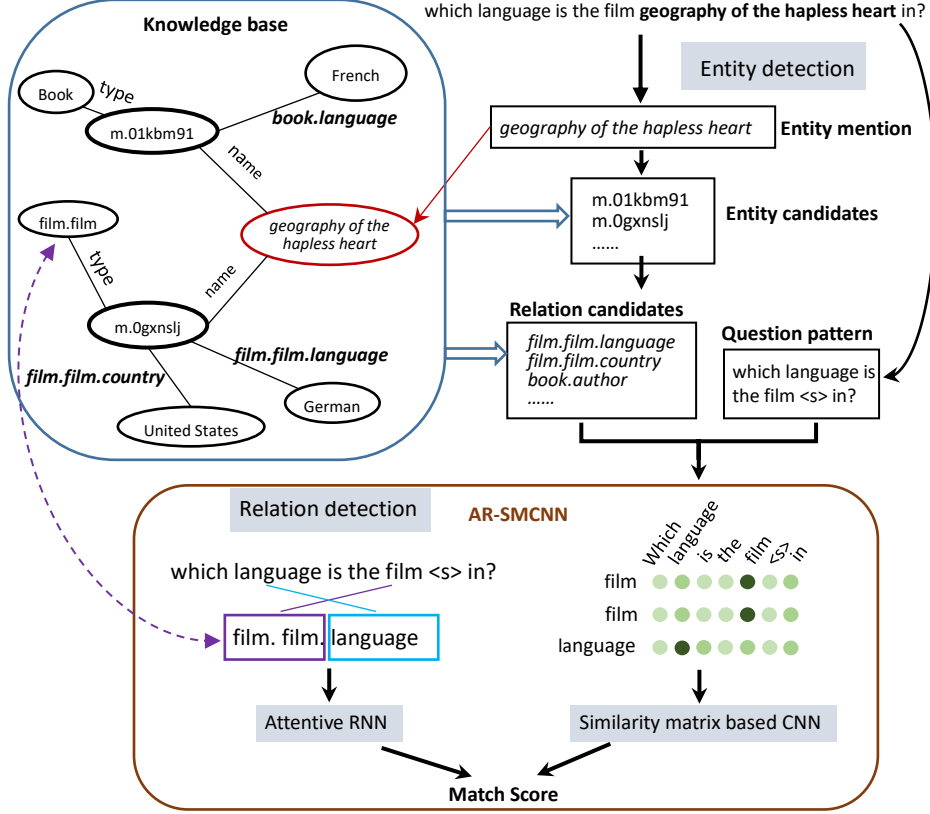 which language is the film geography of the hapless heart in?
Knowledge base
Entity detection
Book
type
French
m.01kbm91
book.language
name
geography of the hapless heart
Entity mention
film.film
geography of the
hapless heart
m.01kbm91
m.0gxnslj
......
Entity candidates
type
name
m.0gxnslj
film.film.language
film.film.country
German
United States
Relation candidates
film.film.language
film.film.country
book.author
......
Question pattern
which language is
the film <s> in?
Relation detection
AR-SMCNN
which language is the film <s> in?
film. film. language
Attentive RNN
Which language is the film <s> in
film
film
language
Similarity matrix based CNN
Match Score